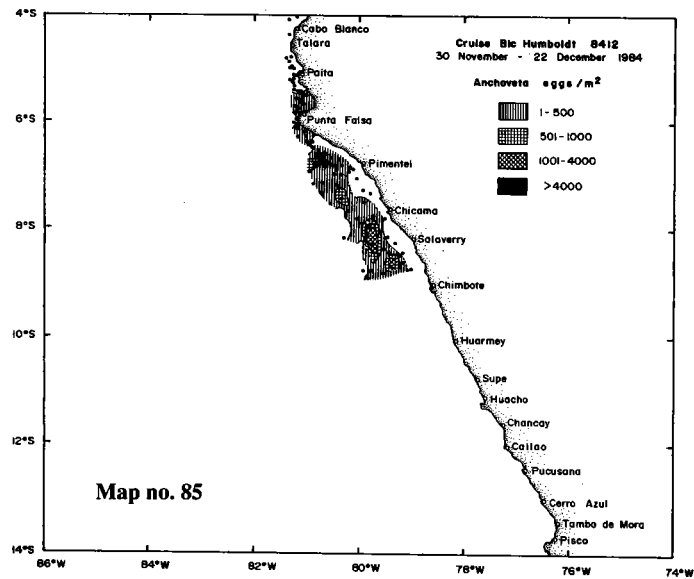 4°S
Cabo Blanco
Talara
Cruise Bic Humboldt 8412
30 November - 22 December 1984
Paita
Anchoveta eggs/m²
1-500
6°S
Punta Falsa
501-1000
1001-4000
Pimentel
>4000
8°S
Chicama
Salaverry
Chimbote
10°S
Huarmey
Supe
Huacho
Chancay
12°S
Callao
Pucusana
Map no. 85
Cerro Azul
Tambo de Mora
Pisco
14°S
86°W
84°W
82°W
80°W
78°W
76°W
74°W